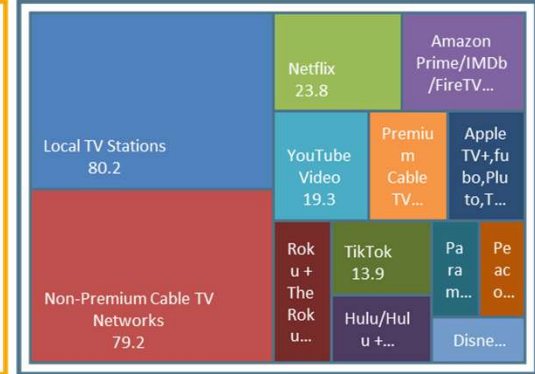 Local TV Stations
80.2
Non-Premium Cable TV
Networks
79.2
Netflix
23.8
Amazon
Prime/IMDb
/FireTV...
YouTube
Video
19.3
Premiu
m
Cable
TV...
Apple
TV+,fu
bo,Plu
to,T...
Rok
u +
The
Rok
u...
TikTok
13.9
Hulu/Hul
u +...
Pa
ra
m...
Pe
ac
o...
Disne...